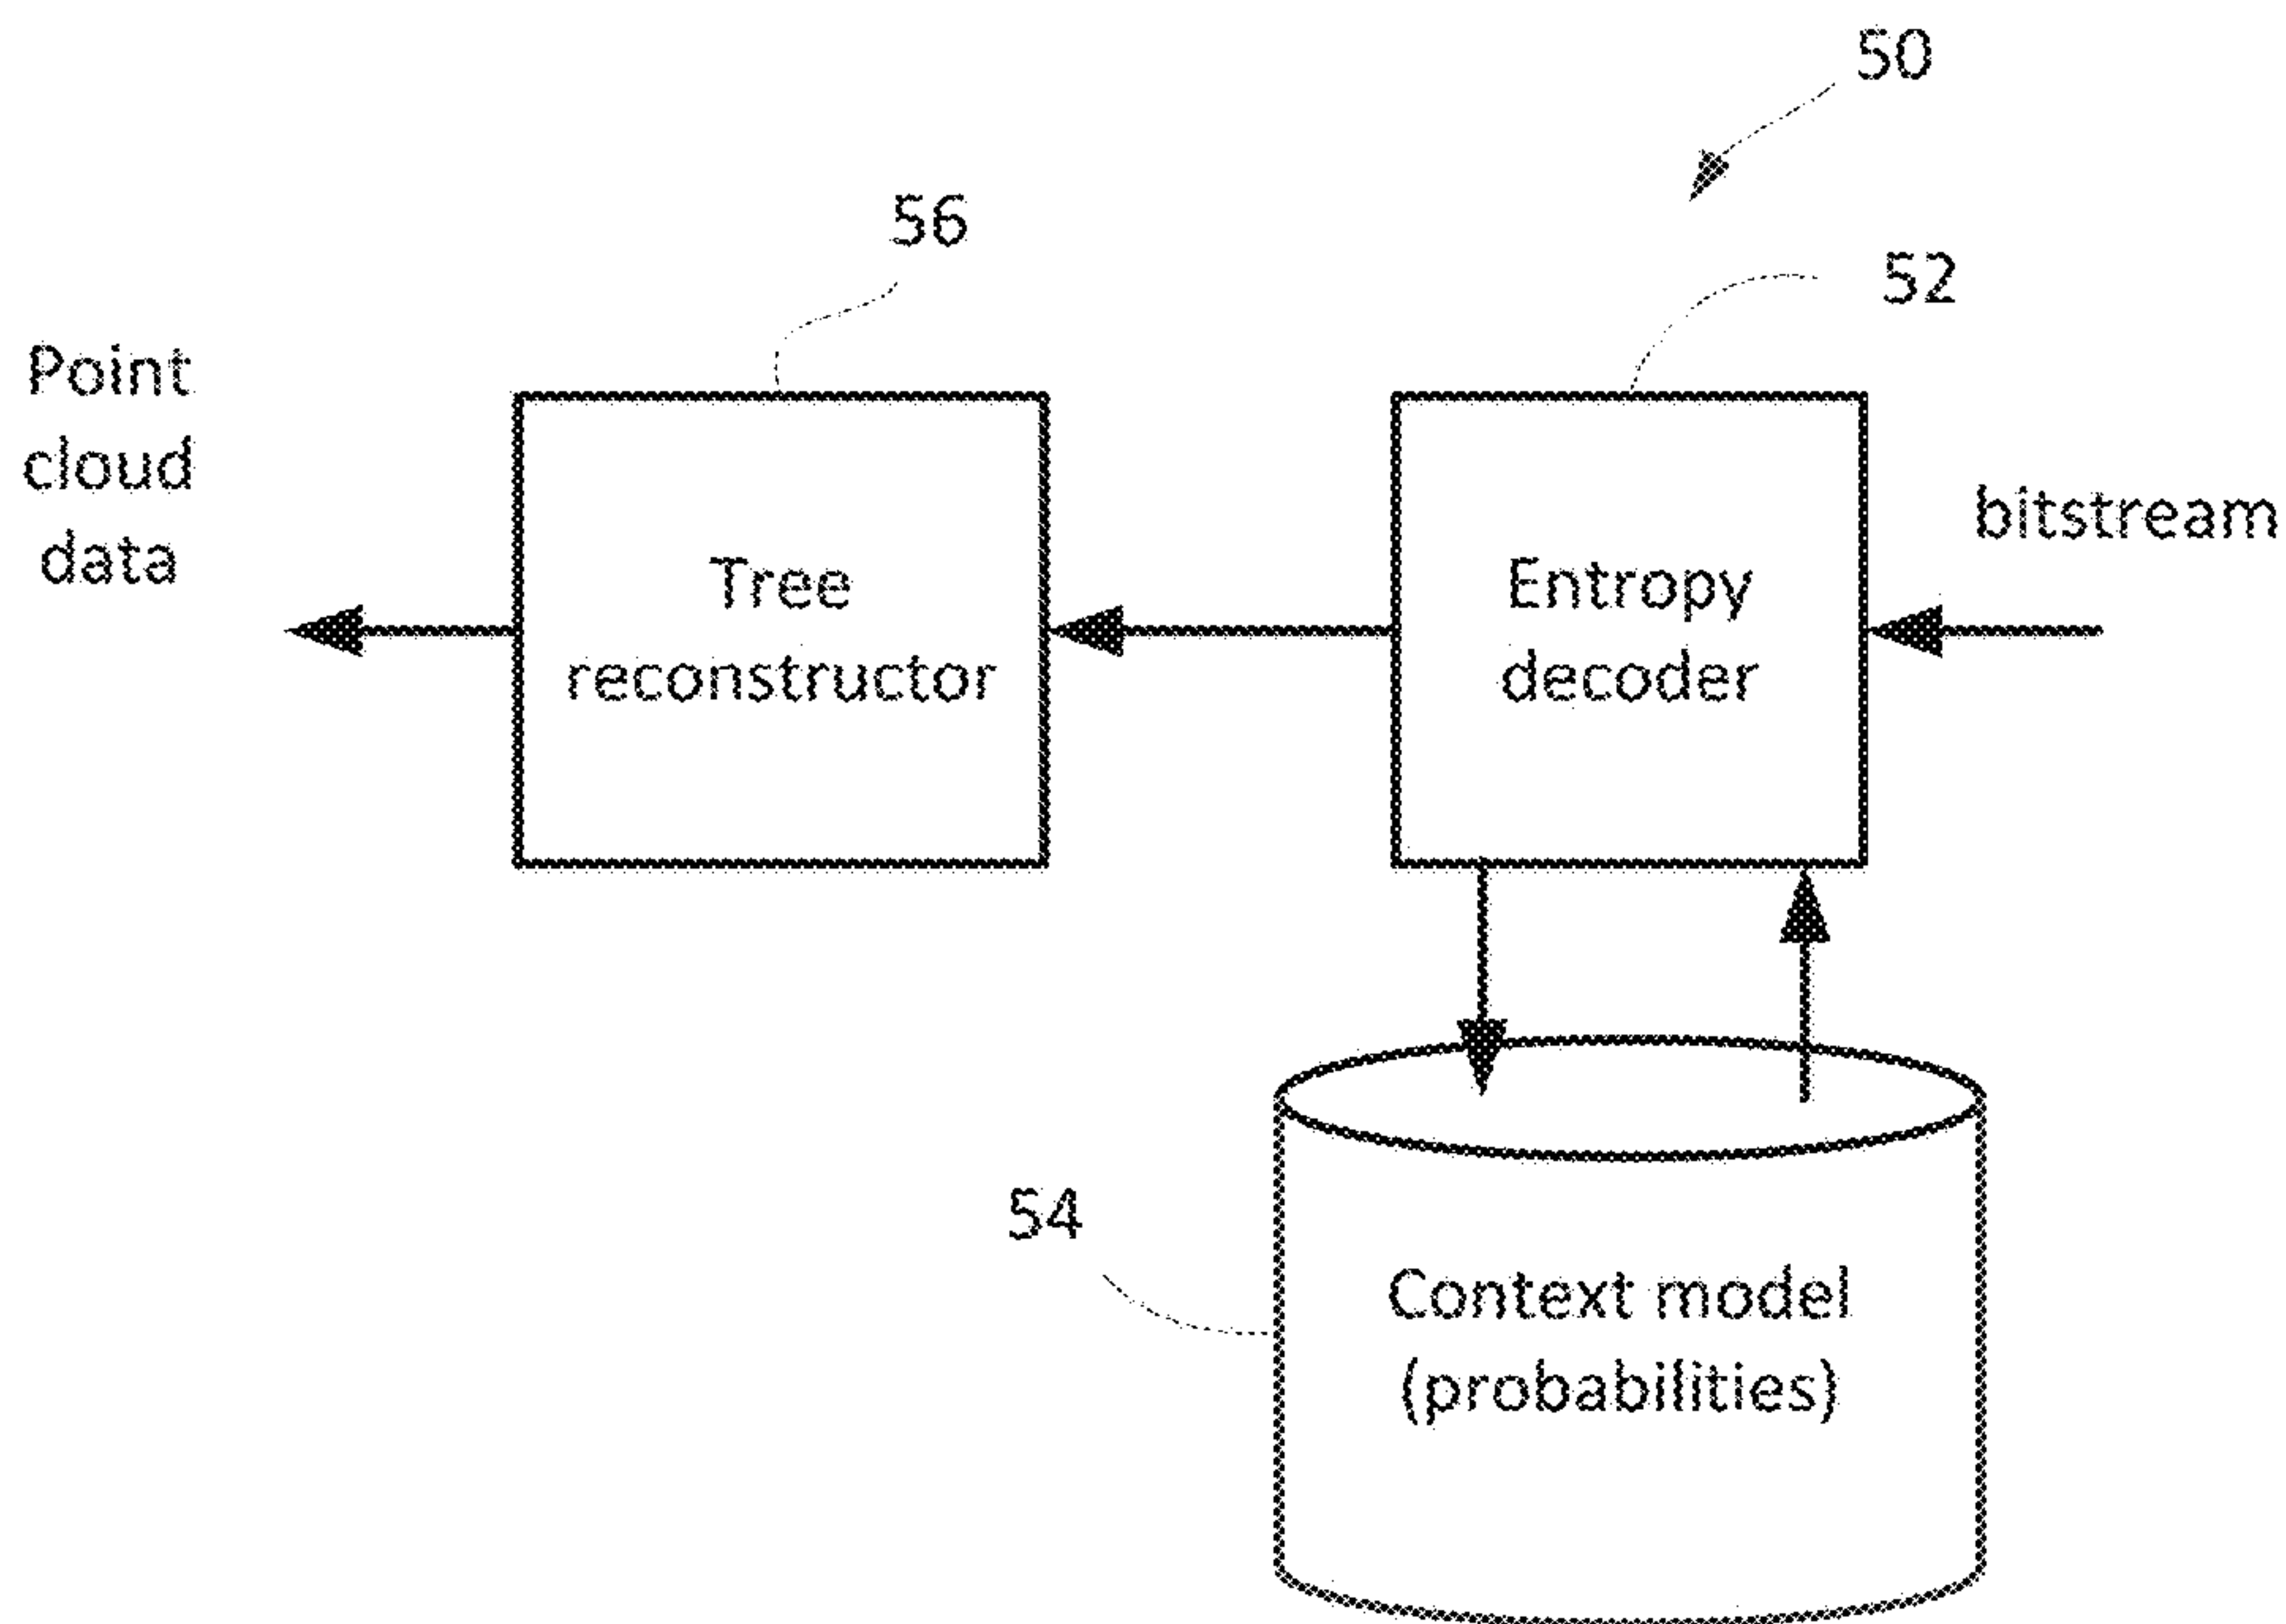 50
56
52
Point
cloud
data
bitstream
Tree
reconstructor
Entropy
decoder
54
Context model
(probabilities)